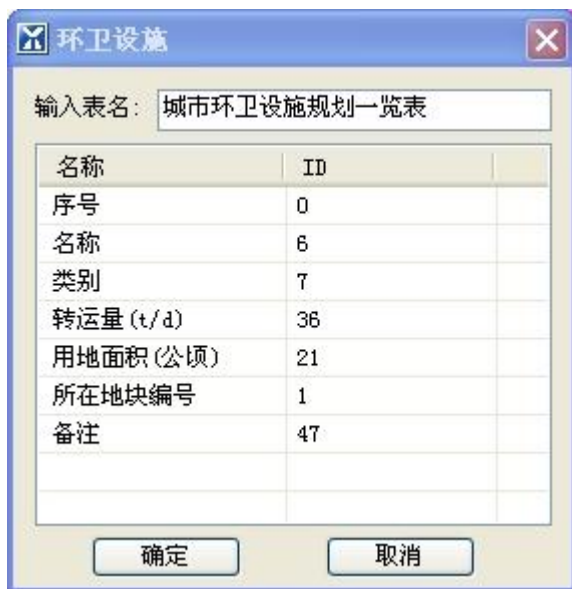 环卫设施
输入表名: 城市环卫设施规划一览表
名称 ID
序号 0
名称 6
类别 7
转运量(t/d) 36
用地面积(公顷) 21
所在地块编号 1
备注 47
确定 取消